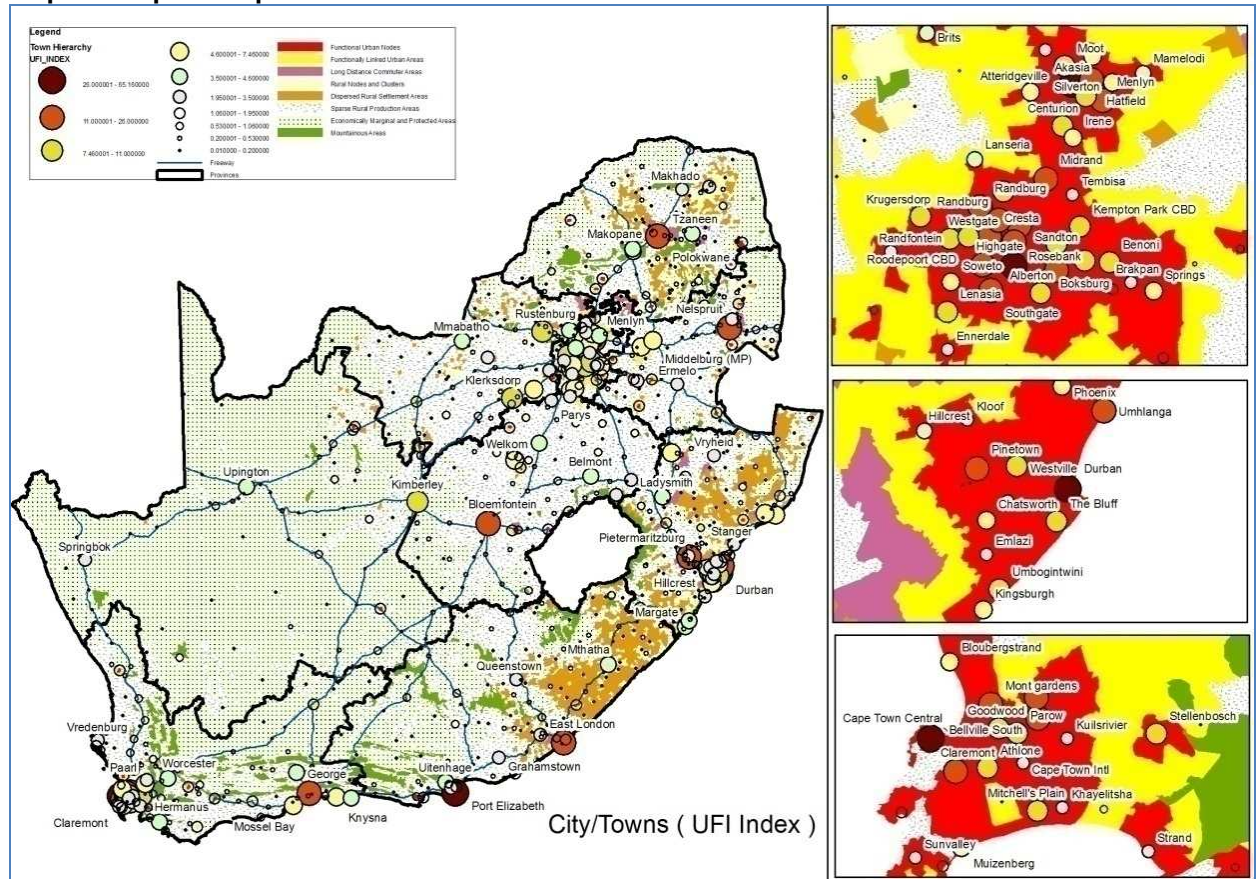 Legend
Town Hierarchy
UFI_INDEX
25.000001 - 55.150000
11.000001 - 25.000000
7.460001 - 11.000000
4.600001 - 7.460000
3.500001 - 4.600000
1.950001 - 3.500000
1.060001 - 1.950000
0.530001 - 1.060000
0.200001 - 0.530000
0.010000 - 0.200000
Freeway
Provinces
Functional Urban Nodes
Functionally Linked Urban Areas
Long Distance Commuter Areas
Rural Nodes and Clusters
Dispersed Rural Settlement Areas
Sparse Rural Production Areas
Economically Marginal and Protected Areas
Mountainous Areas
Makhado
Tzaneen
Makopane
Polokwane
Nelspruit
Rustenburg
Menlyn
Mmabatho
Middelburg (MP)
Ermelo
Klerksdorp
Parys
Vryheid
Welkom
Belmont
Upington
Kimberley
Ladysmith
Bloemfontein
Springbok
Stanger
Pietermaritzburg
Hillcrest
Durban
Margate
Mthatha
Queenstown
East London
Vredenburg
Grahamstown
Paarl
Worcester
George
Uitenhage
Hermanus
Port Elizabeth
Knysna
Claremont
Mossel Bay
City/Towns ( UFI Index )
Brits
Moot
Mamelodi
Akasia
Atteridgeville
Menlyn
Silverton
Hatfield
Centurion
Irene
Lanseria
Midrand
Tembisa
Randburg
Krugersdorp
Randburg
Kempton Park CBD
Westgate
Cresta
Randfontein
Sandton
Benoni
Highgate
Roodepoort CBD
Rosebank
Soweto
Brakpan
Springs
Alberton
Boksburg
Lenasia
Southgate
Ennerdale
Phoenix
Kloof
Umhlanga
Hillcrest
Pinetown
Westville
Durban
Chatsworth
The Bluff
Emlazi
Umbogintwini
Kingsburgh
Bloubergstrand
Mont gardens
Goodwood
Parow
Stellenbosch
Cape Town Central
Kuilsrivier
Bellville South
Claremont
Athlone
Cape Town Intl
Mitchell's Plain
Khayelitsha
Strand
Sunvalley
Muizenberg